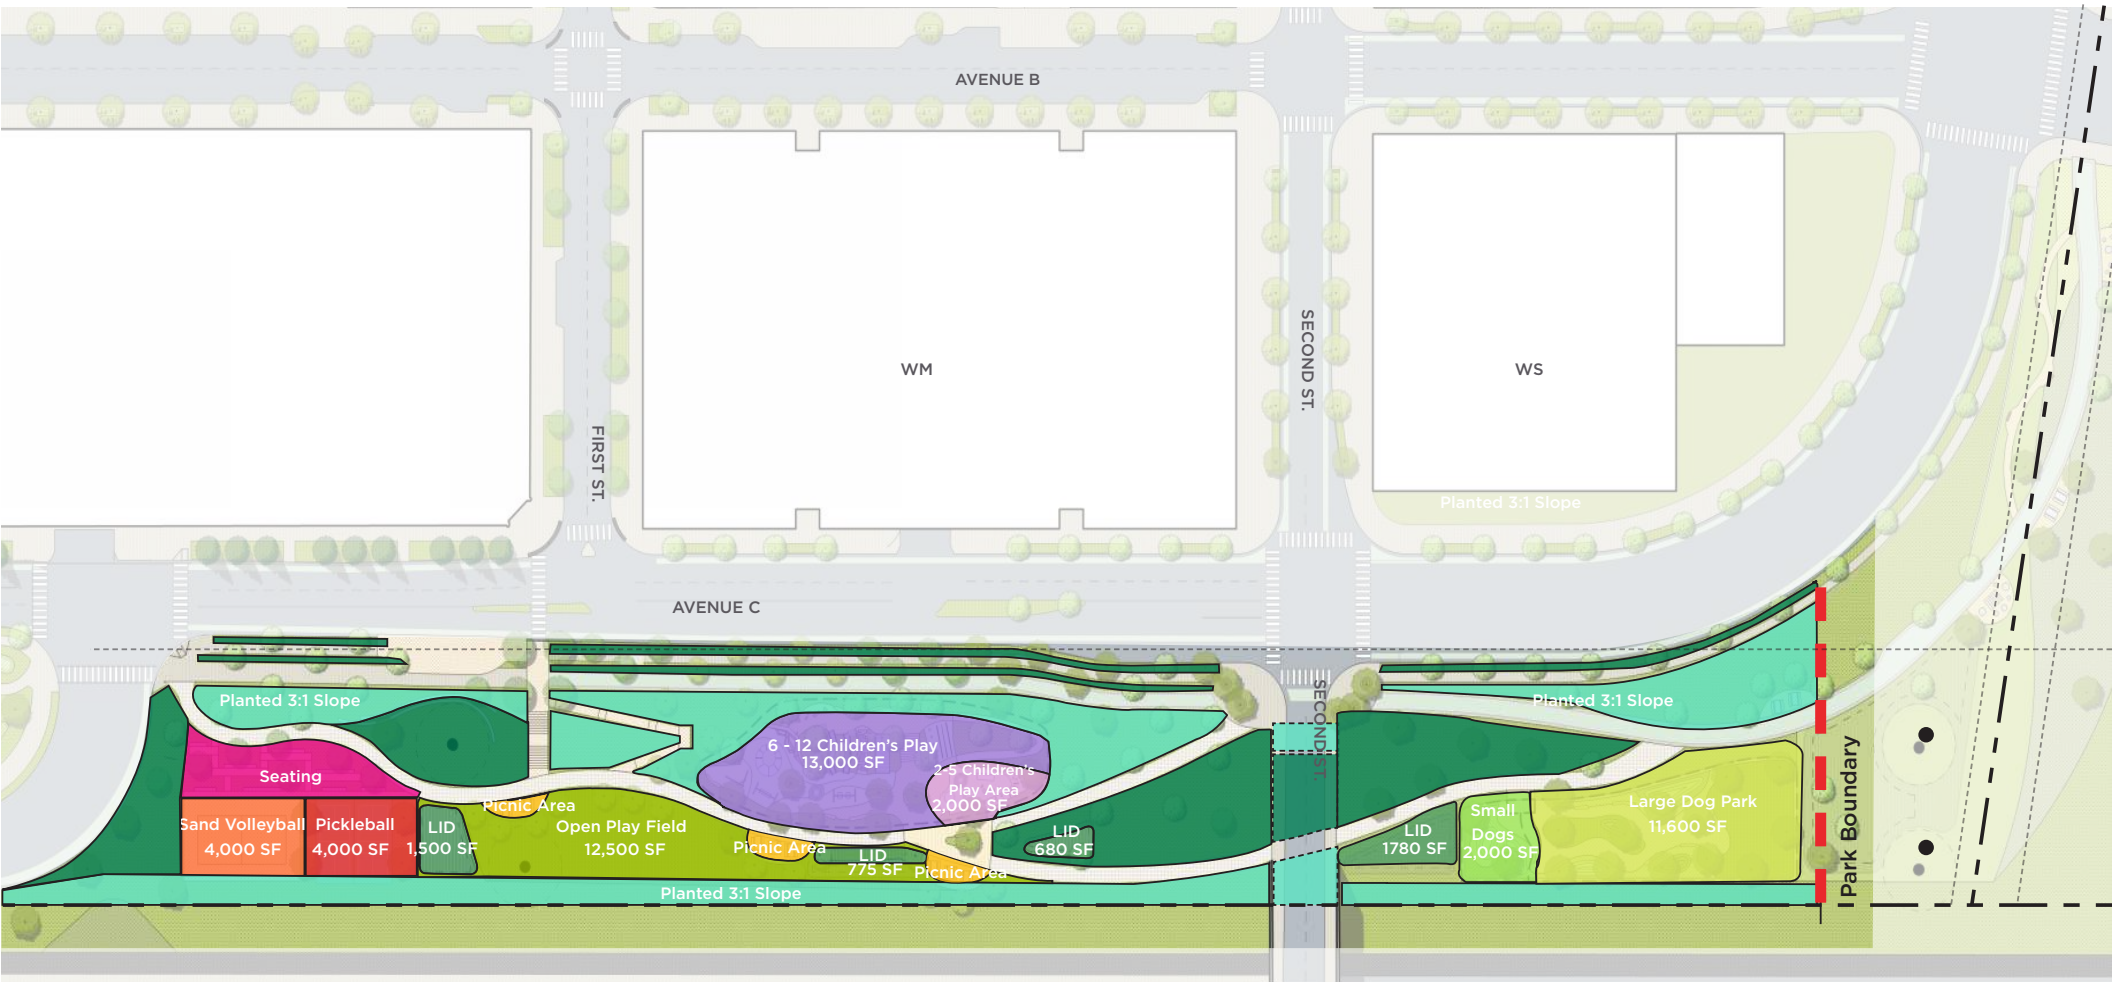 AVENUE B
WM
WS
SECOND ST.
FIRST ST.
Planted 3:1 Slope
AVENUE C
SECOND ST.
Planted 3:1 Slope
Planted 3:1 Slope
6 - 12 Children's Play
13,000 SF
2-5 Children's
Play Area
2,000 SF
Seating
Picnic Area
Sand Volleyball
4,000 SF
Pickleball
4,000 SF
LID
1,500 SF
Open Play Field
12,500 SF
Picnic Area
LID
775 SF
Picnic Area
LID
680 SF
LID
1780 SF
Small
Dogs
2,000 SF
Large Dog Park
11,600 SF
Park Boundary
Planted 3:1 Slope